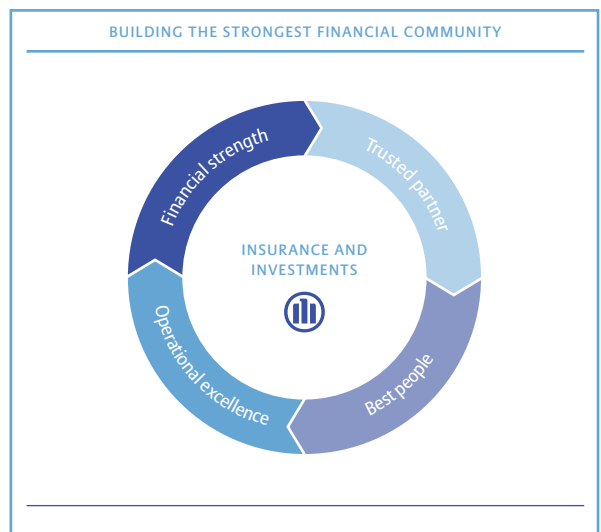 BUILDING THE STRONGEST FINANCIAL COMMUNITY
Financial strength
Trusted partner
INSURANCE AND
INVESTMENTS
Operational excellence
Best people